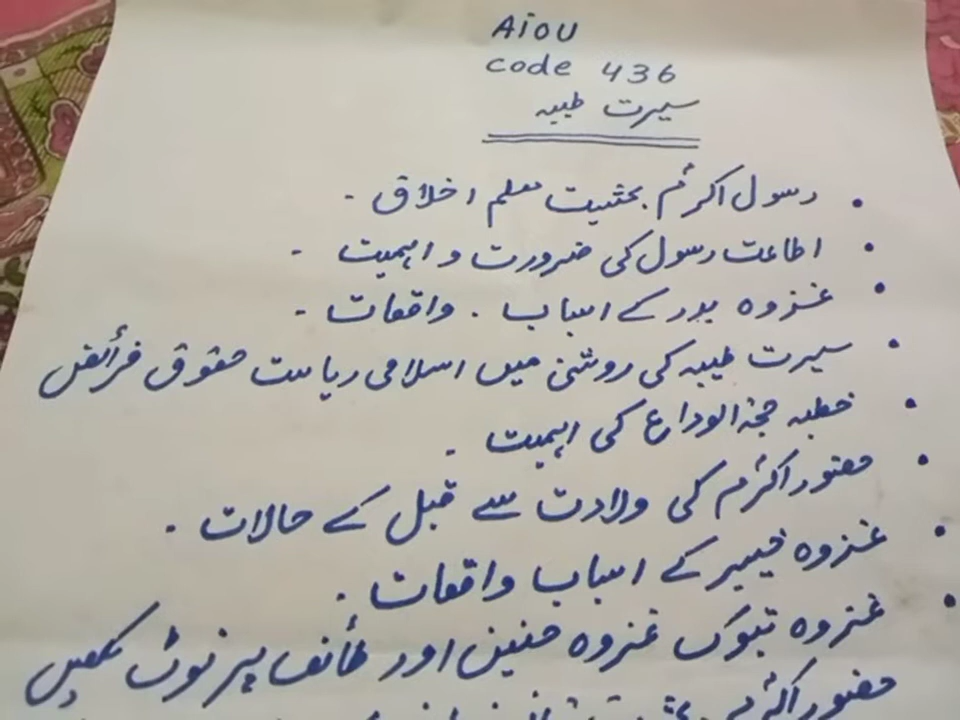 AIOU
code 436
سیرت طیبہ
رسول اکرم بحثیت معلم اخلاق ۔
اطاعت رسول کی ضرورت و اہمیت ۔
غزوہ بدر کے اسباب . واقعات ۔
سیرت طیبہ کی روشنی میں اسلامی ریاست حقوق فرائض
خطبہ حجۃ الوداع کی اہمیت ۔
حضور اکرم کی ولادت سے قبل کے حالات ۔
غزوہ خیبر کے اسباب واقعات ۔
غزوہ تبوک غزوہ حنین اور طائف پر نوٹ لکھیں
حضور اکرم